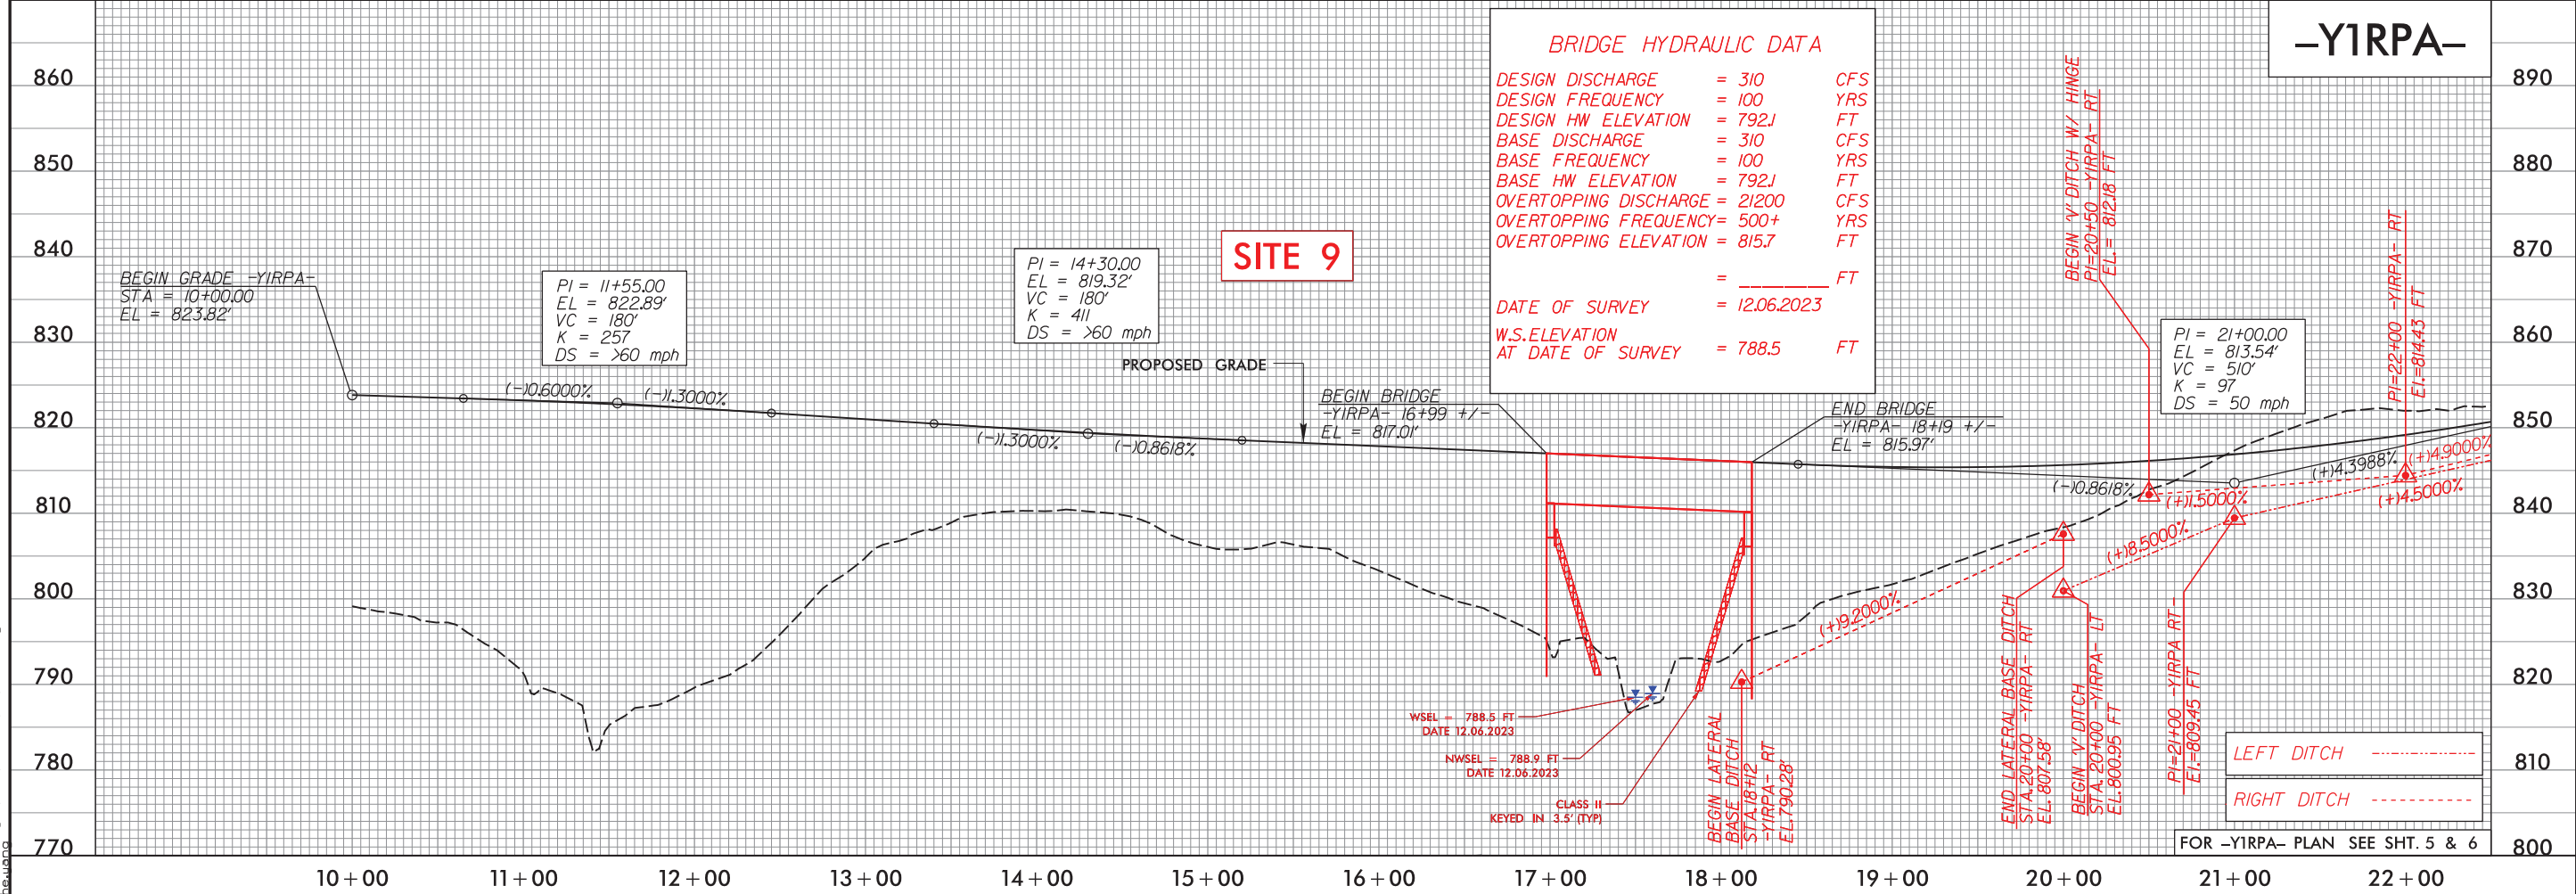 -Y1RPA-
860
850
840
830
820
810
800
790
780
770
890
880
870
860
850
840
830
820
810
800
BEGIN GRADE -Y1RPA-
STA = 10+00.00
EL = 823.82'
PI = 11+55.00
EL = 822.89'
VC = 180'
K = 257
DS = >60 mph
(-)0.6000%
(-)1.3000%
PI = 14+30.00
EL = 819.32'
VC = 180'
K = 411
DS = >60 mph
(-)1.3000%
(-)0.8618%
SITE 9
PROPOSED GRADE
BEGIN BRIDGE
-Y1RPA- 16+99 +/-
EL = 817.01'
BRIDGE HYDRAULIC DATA
DESIGN DISCHARGE = 310 CFS
DESIGN FREQUENCY = 100 YRS
DESIGN HW ELEVATION = 792.1 FT
BASE DISCHARGE = 310 CFS
BASE FREQUENCY = 100 YRS
BASE HW ELEVATION = 792.1 FT
OVERTOPPING DISCHARGE = 21200 CFS
OVERTOPPING FREQUENCY= 500+ YRS
OVERTOPPING ELEVATION = 815.7 FT
= ________ FT
DATE OF SURVEY = 12.06.2023
W.S.ELEVATION
AT DATE OF SURVEY = 788.5 FT
END BRIDGE
-Y1RPA- 18+19 +/-
EL = 815.97'
WSEL = 788.5 FT
DATE 12.06.2023
NWSEL = 788.9 FT
DATE 12.06.2023
CLASS II
KEYED IN 3.5' (TYP)
BEGIN LATERAL
BASE DITCH
STA.18+12
-Y1RPA- RT
EL.790.28'
(+)9.2000%
END LATERAL BASE DITCH
STA.20+00 -Y1RPA- RT
EL. 807.58'
BEGIN 'V' DITCH
STA. 20+00 -Y1RPA- LT
EL.800.95 FT
BEGIN 'V' DITCH W/ HINGE
PI=20+50 -Y1RPA- RT
EL.= 812.18 FT
PI = 21+00.00
EL = 813.54'
VC = 510'
K = 97
DS = 50 mph
(-)0.8618%
(+)1.5000%
(+)8.5000%
(+)4.3988%
(+)4.9000%
(+)4.5000%
PI=21+00 -Y1RPA RT-
EL.=809.45 FT
PI=22+00 -Y1RPA- RT
EL.=814.43 FT
LEFT DITCH
RIGHT DITCH
FOR -Y1RPA- PLAN SEE SHT. 5 & 6
10+00
11+00
12+00
13+00
14+00
15+00
16+00
17+00
18+00
19+00
20+00
21+00
22+00